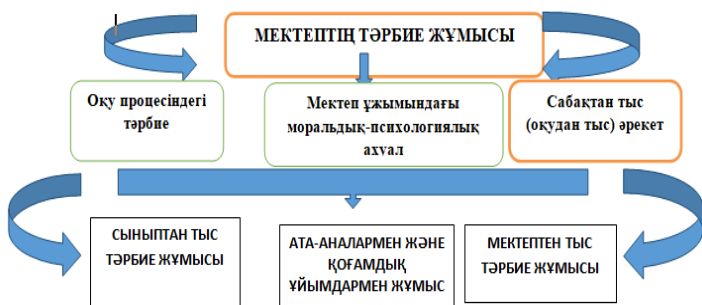 МЕКТЕПТІҢ ТӘРБИЕ ЖҰМЫСЫ
Оқу процесіндегі
тәрбие
Мектеп ұжымындағы
моральдық-психологиялық
ахуал
Сабақтан тыс
(оқудан тыс) әрекет
СЫНЫПТАН ТЫС
ТӘРБИЕ ЖҰМЫСЫ
АТА-АНАЛАРМЕН ЖӘНЕ
ҚОҒАМДЫҚ
ҰЙЫМДАРМЕН ЖҰМЫС
МЕКТЕПТЕН ТЫС
ТӘРБИЕ ЖҰМЫСЫ